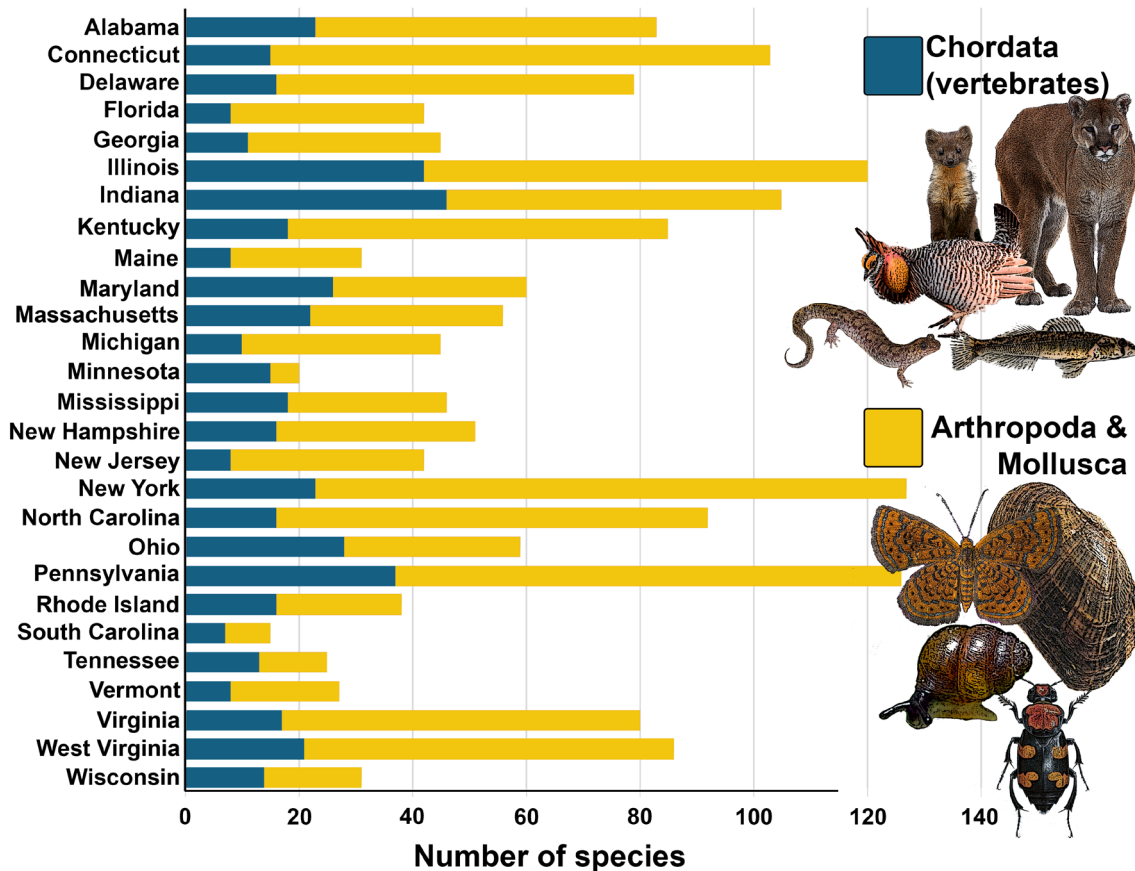 Alabama
Connecticut
Delaware
Florida
Georgia
Illinois
Indiana
Kentucky
Maine
Maryland
Massachusetts
Michigan
Minnesota
Mississippi
New Hampshire
New Jersey
New York
North Carolina
Ohio
Pennsylvania
Rhode Island
South Carolina
Tennessee
Vermont
Virginia
West Virginia
Wisconsin
0 20 40 60 80 100 120 140
Number of species
Chordata
(vertebrates)
Arthropoda &
Mollusca